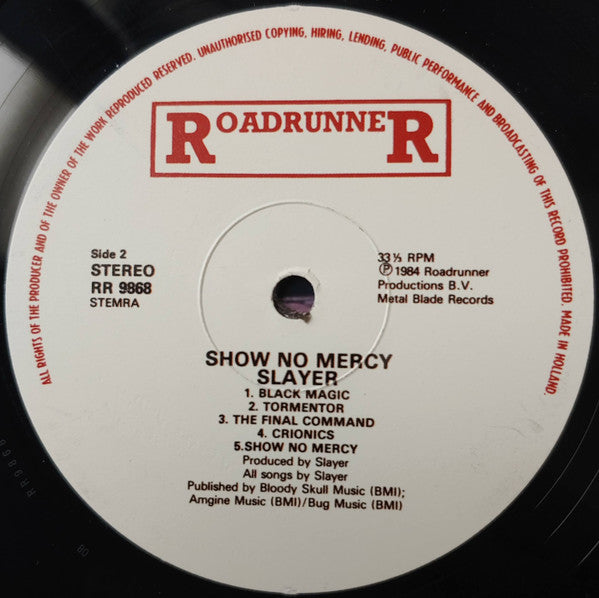 ALL RIGHTS OF THE PRODUCER AND OF THE OWNER OF THE WORK REPRODUCED RESERVED. UNAUTHORISED COPYING, HIRING, LENDING, PUBLIC PERFORMANCE AND BROADCASTING OF THIS RECORD PROHIBITED. MADE IN HOLLAND.
ROADRUNNER
Side 2
STEREO
RR 9868
STEMRA
33⅓ RPM
Ⓟ 1984 Roadrunner
Productions B.V.
Metal Blade Records
SHOW NO MERCY
SLAYER
1. BLACK MAGIC
2. TORMENTOR
3. THE FINAL COMMAND
4. CRIONICS
5.SHOW NO MERCY
Produced by Slayer
All songs by Slayer
Published by Bloody Skull Music (BMI);
Amgine Music (BMI)/Bug Music (BMI)